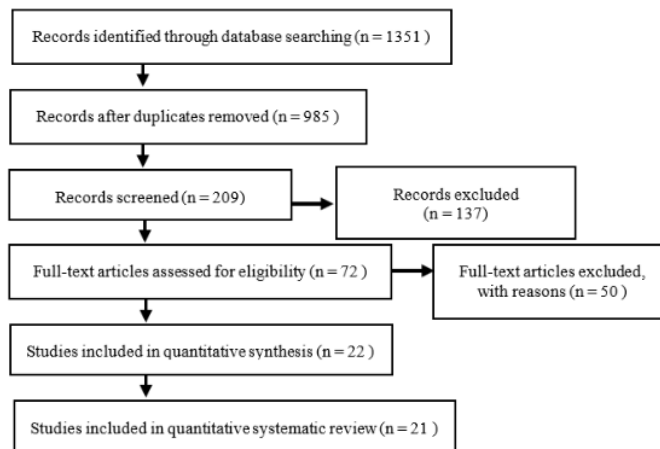 Records identified through database searching (n = 1351 )
Records after duplicates removed (n = 985 )
Records screened (n = 209)
Records excluded
(n = 137)
Full-text articles assessed for eligibility (n = 72 )
Full-text articles excluded,
with reasons (n = 50 )
Studies included in quantitative synthesis (n = 22 )
Studies included in quantitative systematic review (n = 21 )